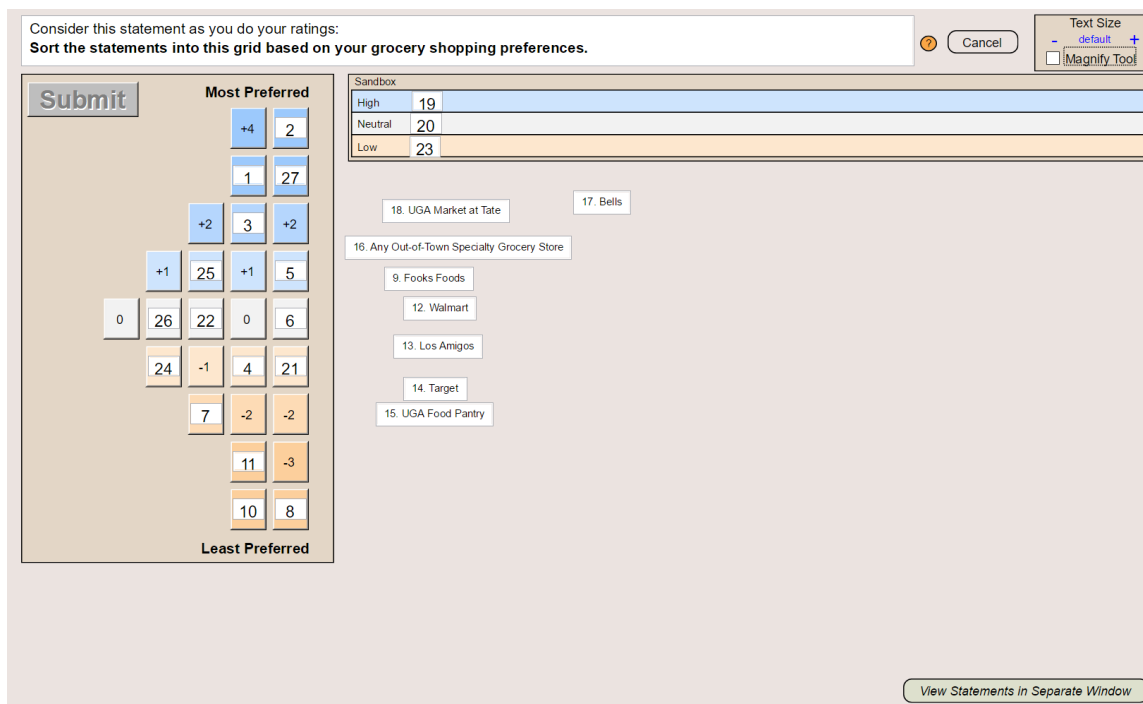 Consider this statement as you do your ratings:
Sort the statements into this grid based on your grocery shopping preferences.
? Cancel
Text Size
- default +
Magnify Tool
Submit
Most Preferred
+4 2
1 27
+2 3 +2
+1 25 +1 5
0 26 22 0 6
24 -1 4 21
7 -2 -2
11 -3
10 8
Least Preferred
Sandbox
High 19
Neutral 20
Low 23
17. Bells
18. UGA Market at Tate
16. Any Out-of-Town Specialty Grocery Store
9. Fooks Foods
12. Walmart
13. Los Amigos
14. Target
15. UGA Food Pantry
View Statements in Separate Window